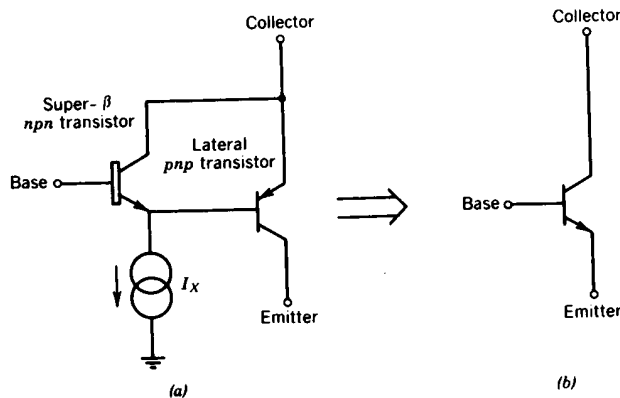 Collector
Super- β
npn transistor
Lateral
pnp transistor
Base
I_X
Emitter
(a)
Collector
Base
Emitter
(b)